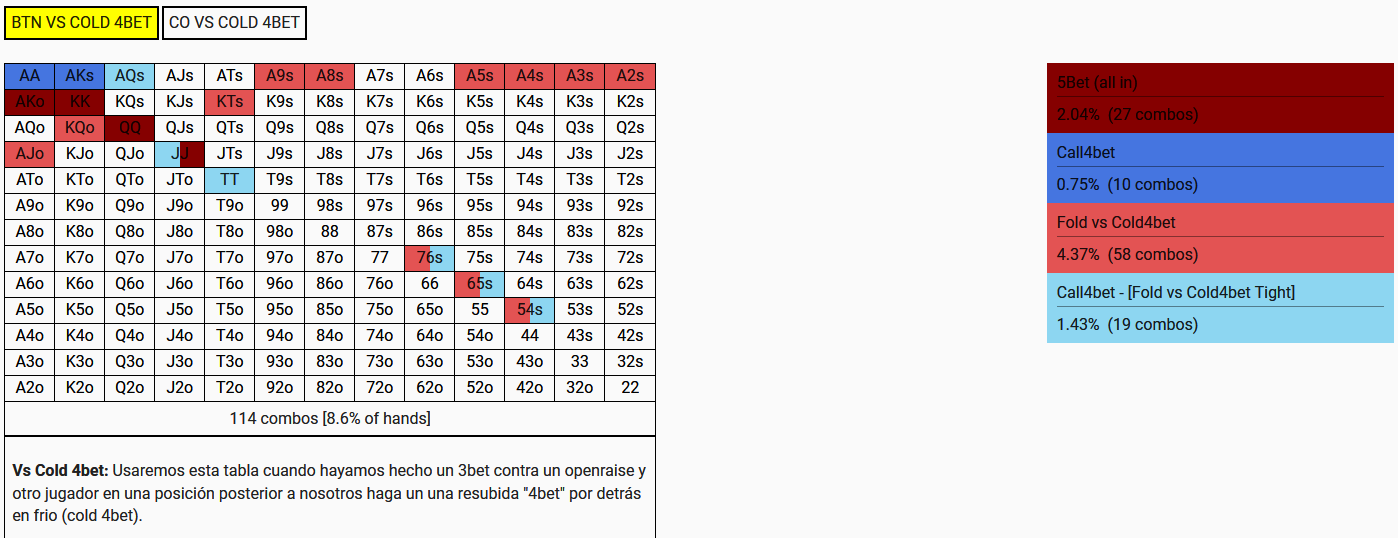 BTN VS COLD 4BET CO VS COLD 4BET
AA AKs AQs AJs ATs A9s A8s A7s A6s A5s A4s A3s A2s
AKo KK KQs KJs KTs K9s K8s K7s K6s K5s K4s K3s K2s
AQo KQo QQ QJs QTs Q9s Q8s Q7s Q6s Q5s Q4s Q3s Q2s
AJo KJo QJo JJ JTs J9s J8s J7s J6s J5s J4s J3s J2s
ATo KTo QTo JTo TT T9s T8s T7s T6s T5s T4s T3s T2s
A9o K9o Q9o J9o T9o 99 98s 97s 96s 95s 94s 93s 92s
A8o K8o Q8o J8o T8o 98o 88 87s 86s 85s 84s 83s 82s
A7o K7o Q7o J7o T7o 97o 87o 77 76s 75s 74s 73s 72s
A6o K6o Q6o J6o T6o 96o 86o 76o 66 65s 64s 63s 62s
A5o K5o Q5o J5o T5o 95o 85o 75o 65o 55 54s 53s 52s
A4o K4o Q4o J4o T4o 94o 84o 74o 64o 54o 44 43s 42s
A3o K3o Q3o J3o T3o 93o 83o 73o 63o 53o 43o 33 32s
A2o K2o Q2o J2o T2o 92o 82o 72o 62o 52o 42o 32o 22
114 combos [8.6% of hands]
Vs Cold 4bet: Usaremos esta tabla cuando hayamos hecho un 3bet contra un openraise y
otro jugador en una posición posterior a nosotros haga un una resubida "4bet" por detrás
en frio (cold 4bet).
5Bet (all in)
2.04% (27 combos)
Call4bet
0.75% (10 combos)
Fold vs Cold4bet
4.37% (58 combos)
Call4bet - [Fold vs Cold4bet Tight]
1.43% (19 combos)